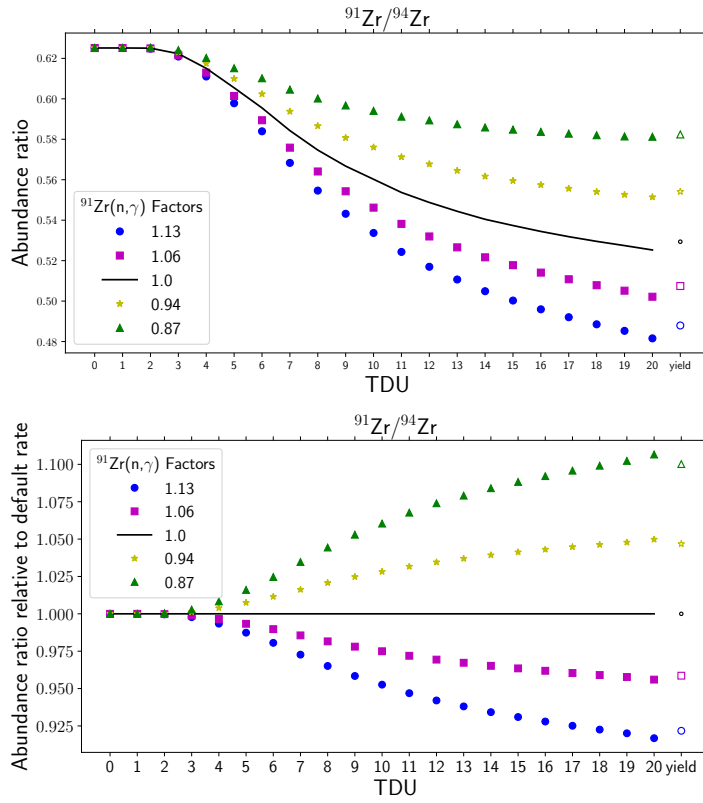 ⁹¹Zr/⁹⁴Zr
Abundance ratio
0.62
0.60
0.58
0.56
0.54
0.52
0.50
0.48
⁹¹Zr(n,γ) Factors
1.13
1.06
1.0
0.94
0.87
0 1 2 3 4 5 6 7 8 9 10 11 12 13 14 15 16 17 18 19 20 yield
TDU
⁹¹Zr/⁹⁴Zr
Abundance ratio relative to default rate
1.100
1.075
1.050
1.025
1.000
0.975
0.950
0.925
⁹¹Zr(n,γ) Factors
1.13
1.06
1.0
0.94
0.87
0 1 2 3 4 5 6 7 8 9 10 11 12 13 14 15 16 17 18 19 20 yield
TDU